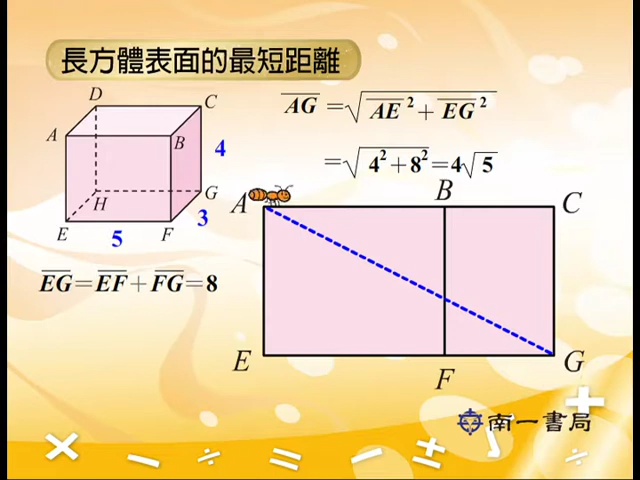 長方體表面的最短距離
D
C
A
B
4
H
G
3
E
5
F
EG=EF+FG=8
AG = √AE² + EG²
=√4²+8²=4√5
A
B
C
E
F
G
南一書局
× − ÷ = − ± √ + ÷